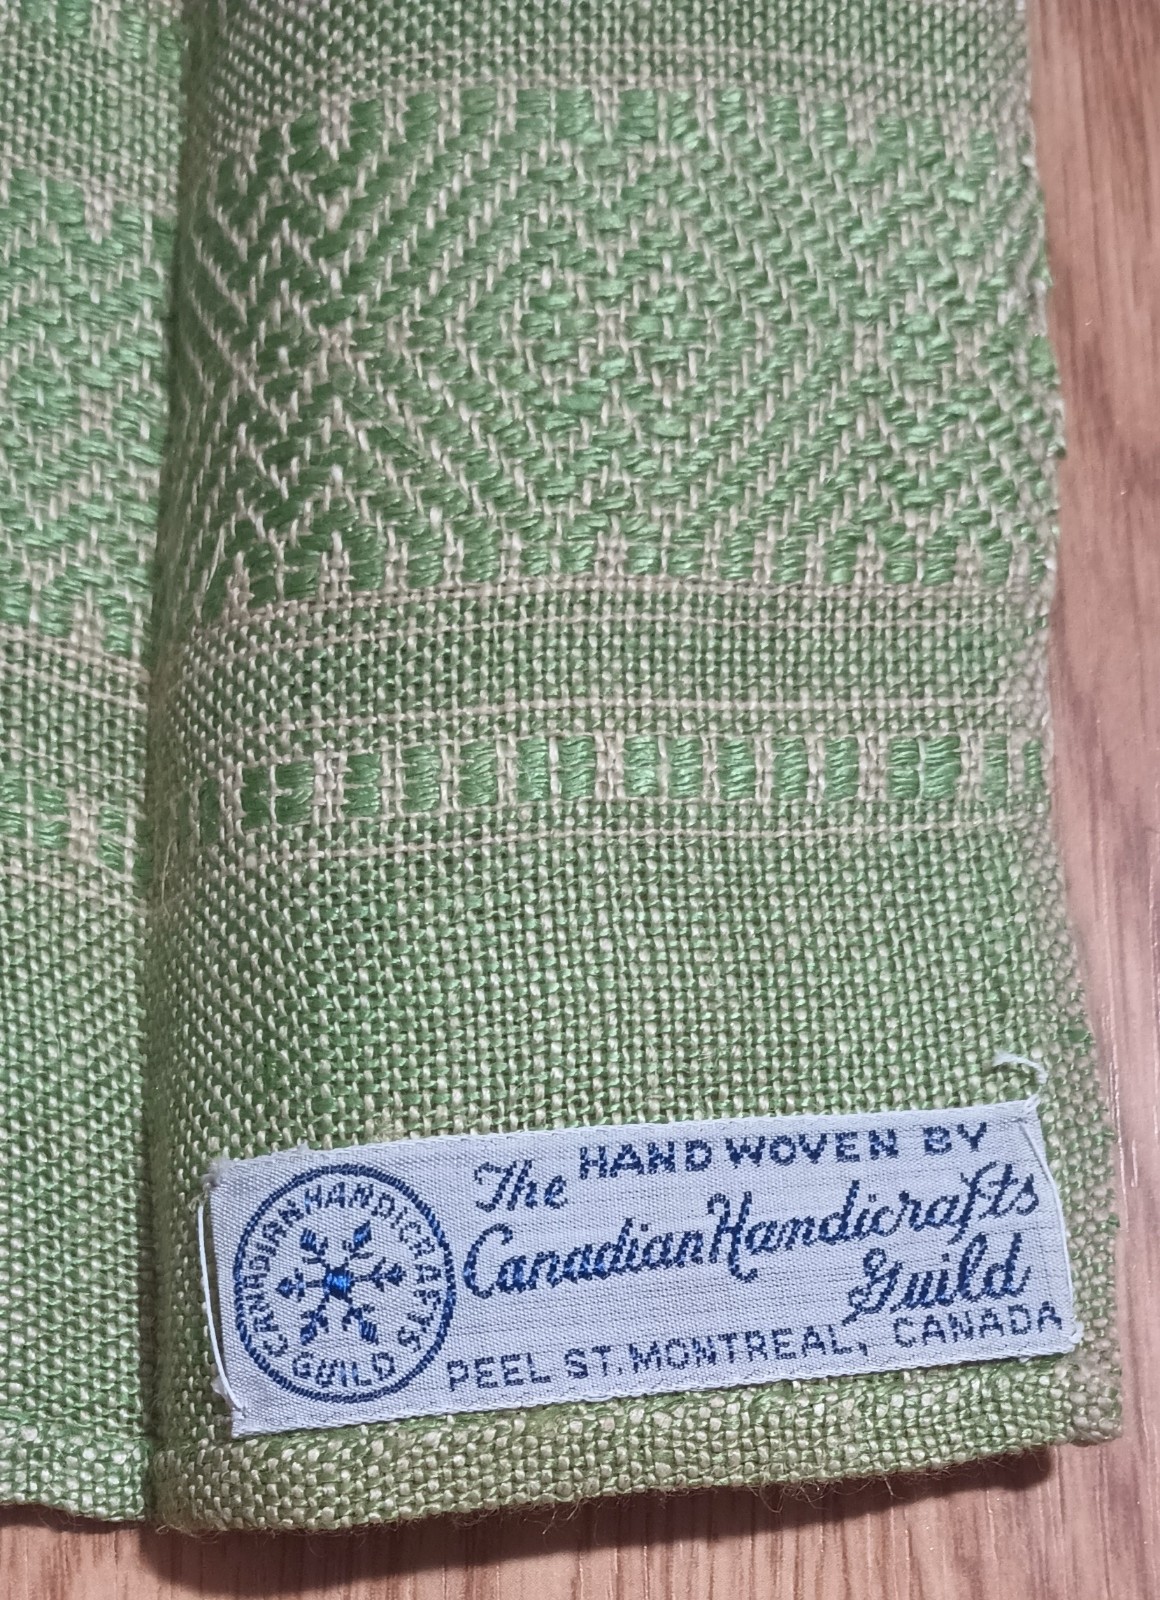 HAND WOVEN BY
The
Canadian Handicrafts
Guild
PEEL ST. MONTREAL, CANADA
CANADIAN HANDICRAFTS
GUILD